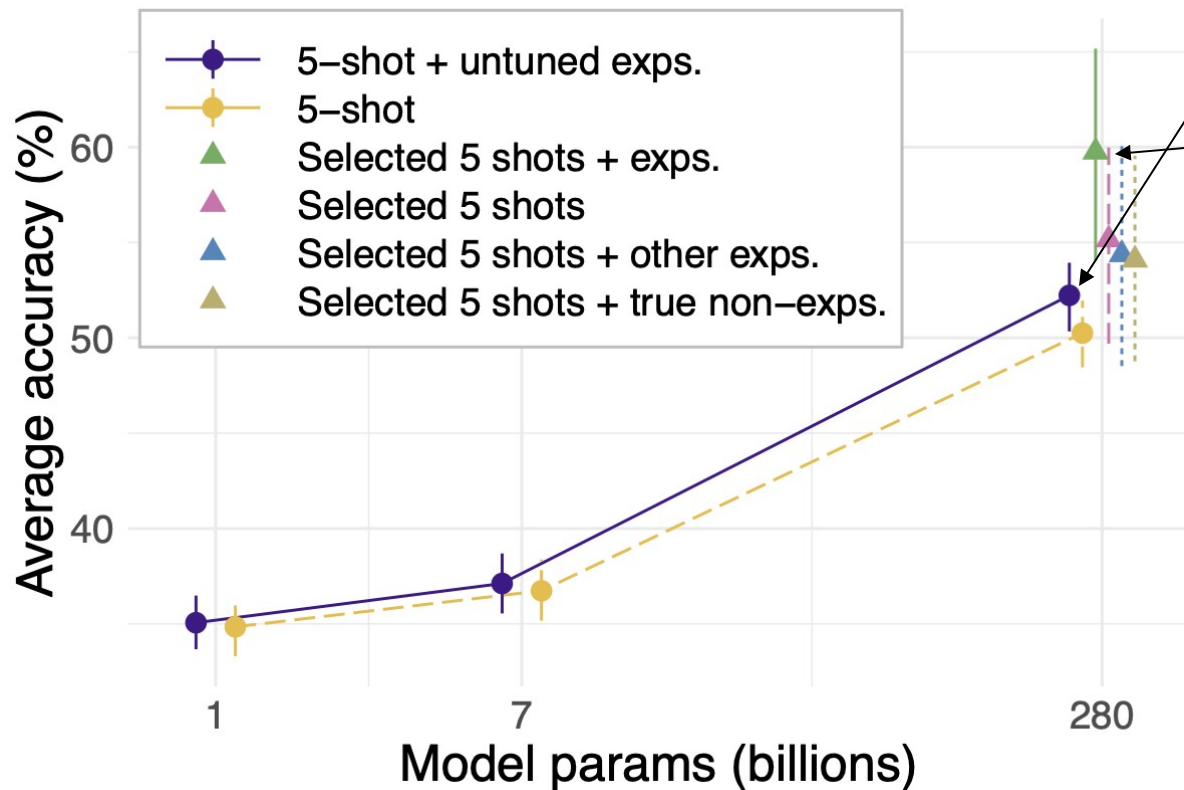 5−shot + untuned exps.
5−shot
Selected 5 shots + exps.
Selected 5 shots
Selected 5 shots + other exps.
Selected 5 shots + true non−exps.
Average accuracy (%)
60
50
40
1 7 280
Model params (billions)